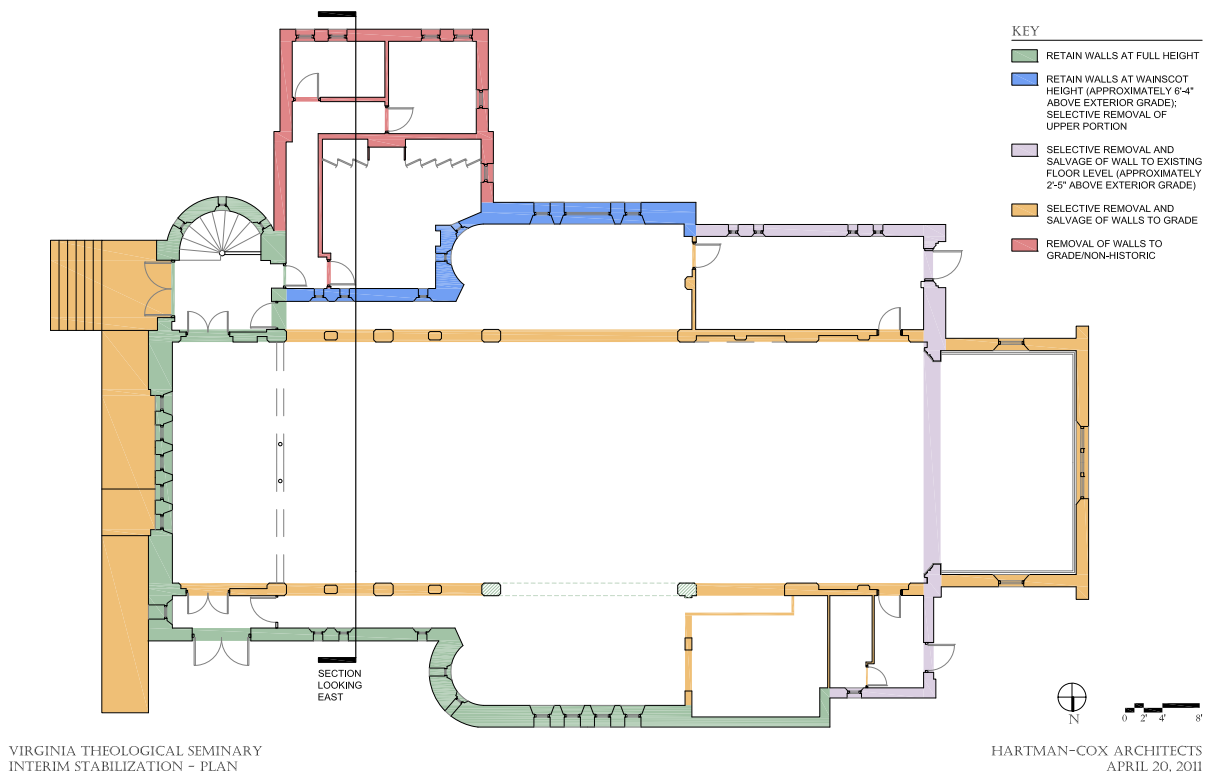 KEY
RETAIN WALLS AT FULL HEIGHT
RETAIN WALLS AT WAINSCOT
HEIGHT (APPROXIMATELY 6'-4"
ABOVE EXTERIOR GRADE);
SELECTIVE REMOVAL OF
UPPER PORTION
SELECTIVE REMOVAL AND
SALVAGE OF WALL TO EXISTING
FLOOR LEVEL (APPROXIMATELY
2'-5" ABOVE EXTERIOR GRADE)
SELECTIVE REMOVAL AND
SALVAGE OF WALLS TO GRADE
REMOVAL OF WALLS TO
GRADE/NON-HISTORIC
SECTION
LOOKING
EAST
N
0 2' 4' 8'
VIRGINIA THEOLOGICAL SEMINARY
INTERIM STABILIZATION - PLAN
HARTMAN-COX ARCHITECTS
APRIL 20, 2011